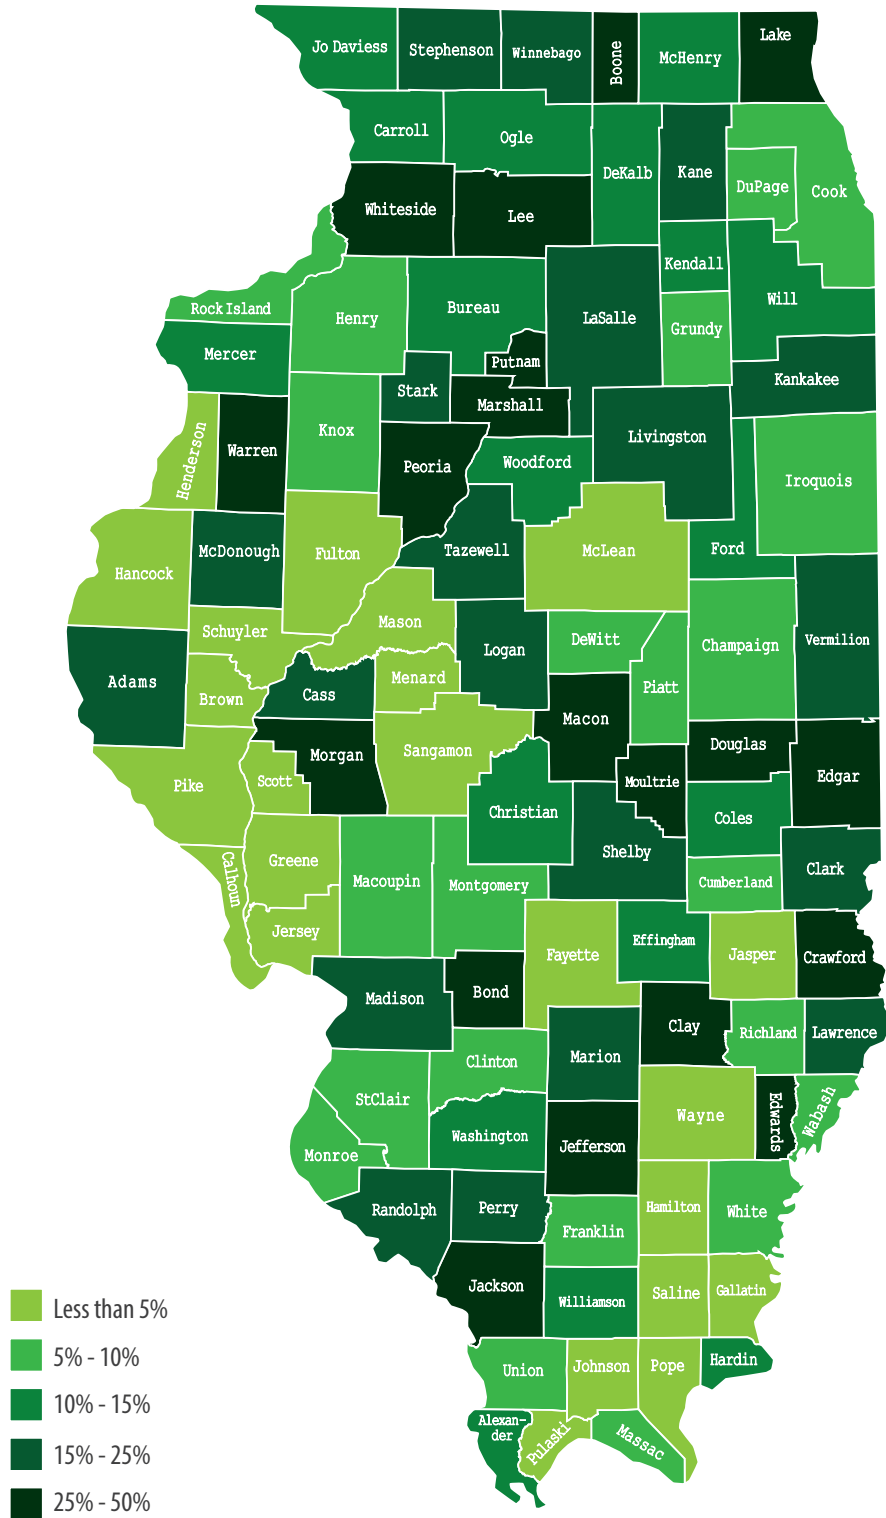 Jo Daviess
Stephenson
Winnebago
Boone
McHenry
Lake
Carroll
Ogle
DeKalb
Kane
DuPage
Cook
Whiteside
Lee
Kendall
Will
Rock Island
Henry
Bureau
LaSalle
Grundy
Mercer
Putnam
Kankakee
Stark
Marshall
Knox
Henderson
Warren
Peoria
Woodford
Livingston
Iroquois
Ford
McDonough
Fulton
Tazewell
McLean
Hancock
Schuyler
Mason
Logan
DeWitt
Champaign
Vermilion
Adams
Brown
Cass
Menard
Piatt
Macon
Douglas
Morgan
Sangamon
Edgar
Pike
Scott
Moultrie
Christian
Coles
Shelby
Greene
Calhoun
Macoupin
Montgomery
Cumberland
Clark
Jersey
Fayette
Effingham
Jasper
Crawford
Madison
Bond
Clay
Richland
Lawrence
Marion
Clinton
StClair
Wayne
Edwards
Wabash
Washington
Jefferson
Monroe
Randolph
Perry
Franklin
Hamilton
White
Jackson
Williamson
Saline
Gallatin
Union
Johnson
Pope
Hardin
Alexan-
der
Pulaski
Massac
Less than 5%
5% - 10%
10% - 15%
15% - 25%
25% - 50%